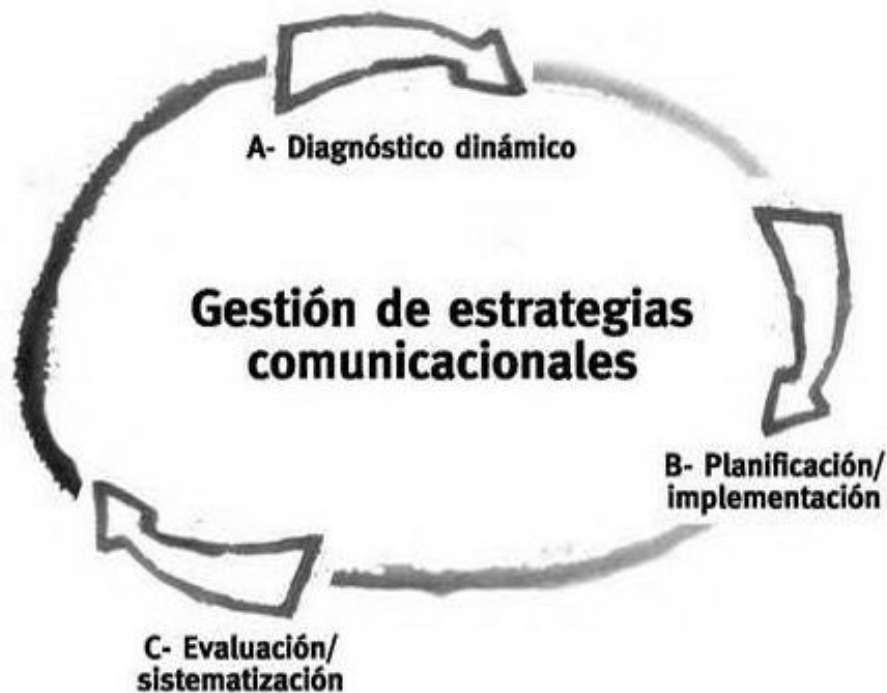 A- Diagnóstico dinámico
Gestión de estrategias
comunicacionales
B- Planificación/
implementación
C- Evaluación/
sistematización